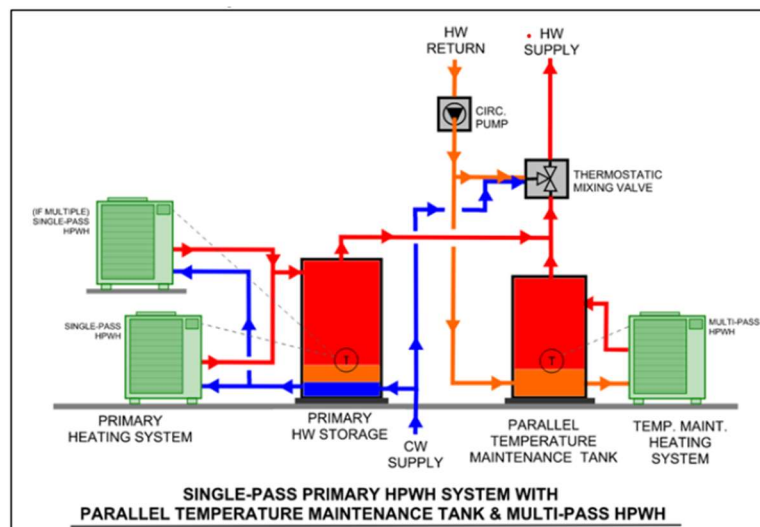 HW
RETURN
HW
SUPPLY
CIRC.
PUMP
THERMOSTATIC
MIXING VALVE
(IF MULTIPLE)
SINGLE-PASS
HPWH
SINGLE-PASS
HPWH
T
T
MULTI-PASS
HPWH
PRIMARY
HEATING SYSTEM
PRIMARY
HW STORAGE
CW
SUPPLY
PARALLEL
TEMPERATURE
MAINTENANCE TANK
TEMP. MAINT.
HEATING
SYSTEM
SINGLE-PASS PRIMARY HPWH SYSTEM WITH
PARALLEL TEMPERATURE MAINTENANCE TANK & MULTI-PASS HPWH